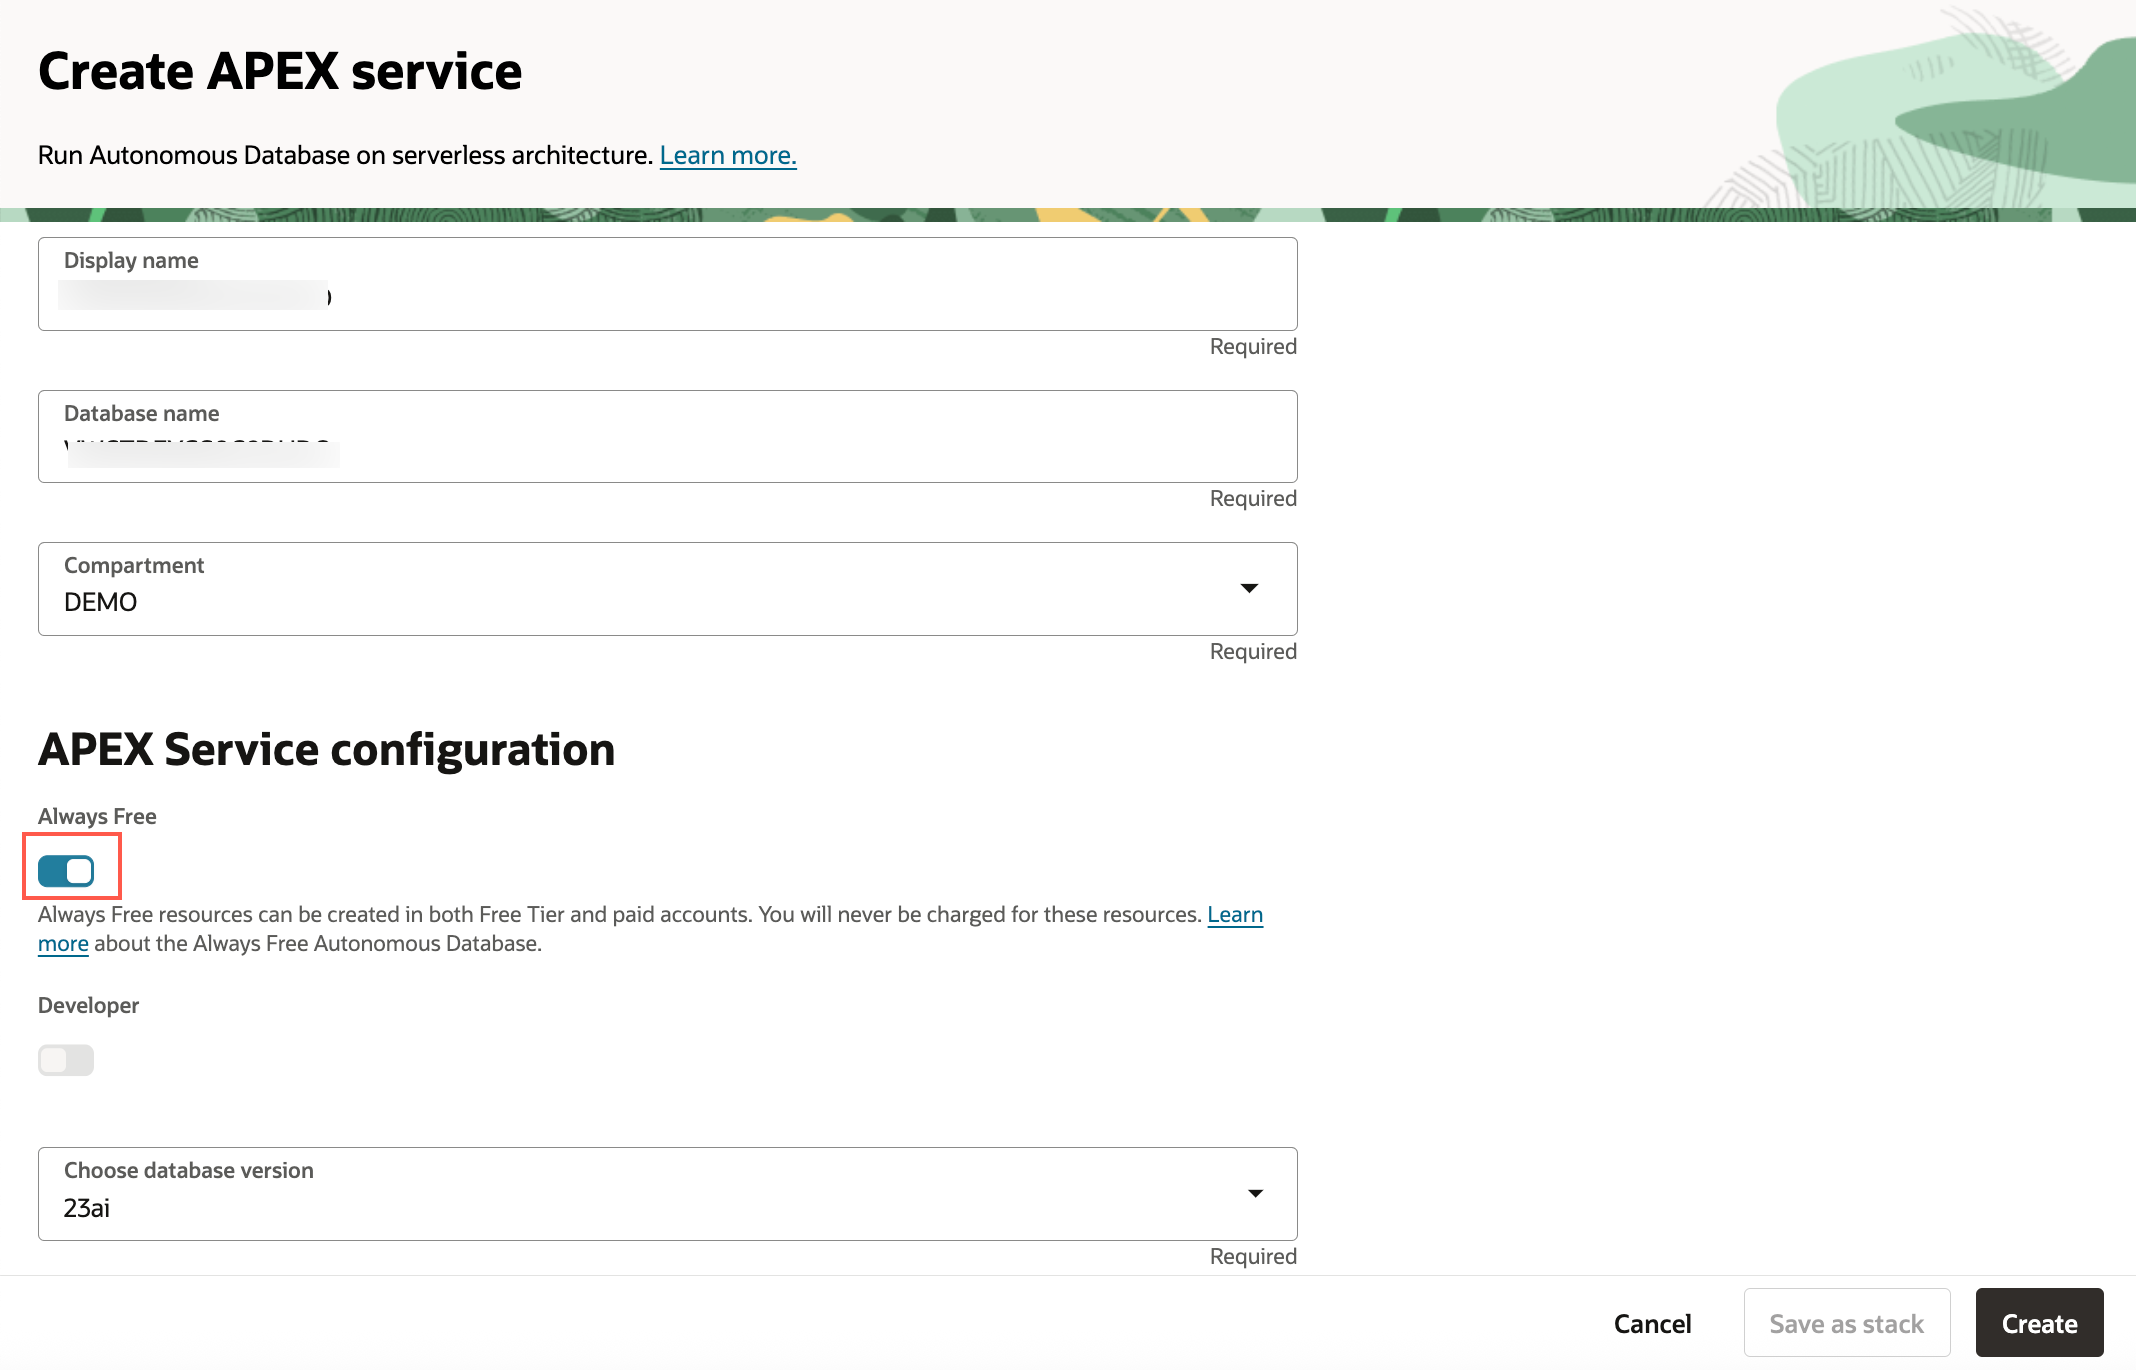 Create APEX service
Run Autonomous Database on serverless architecture. Learn more.
Display name
Required
Database name
Required
Compartment
DEMO
Required
APEX Service configuration
Always Free
Always Free resources can be created in both Free Tier and paid accounts. You will never be charged for these resources. Learn
more about the Always Free Autonomous Database.
Developer
Choose database version
23ai
Required
Cancel
Save as stack
Create